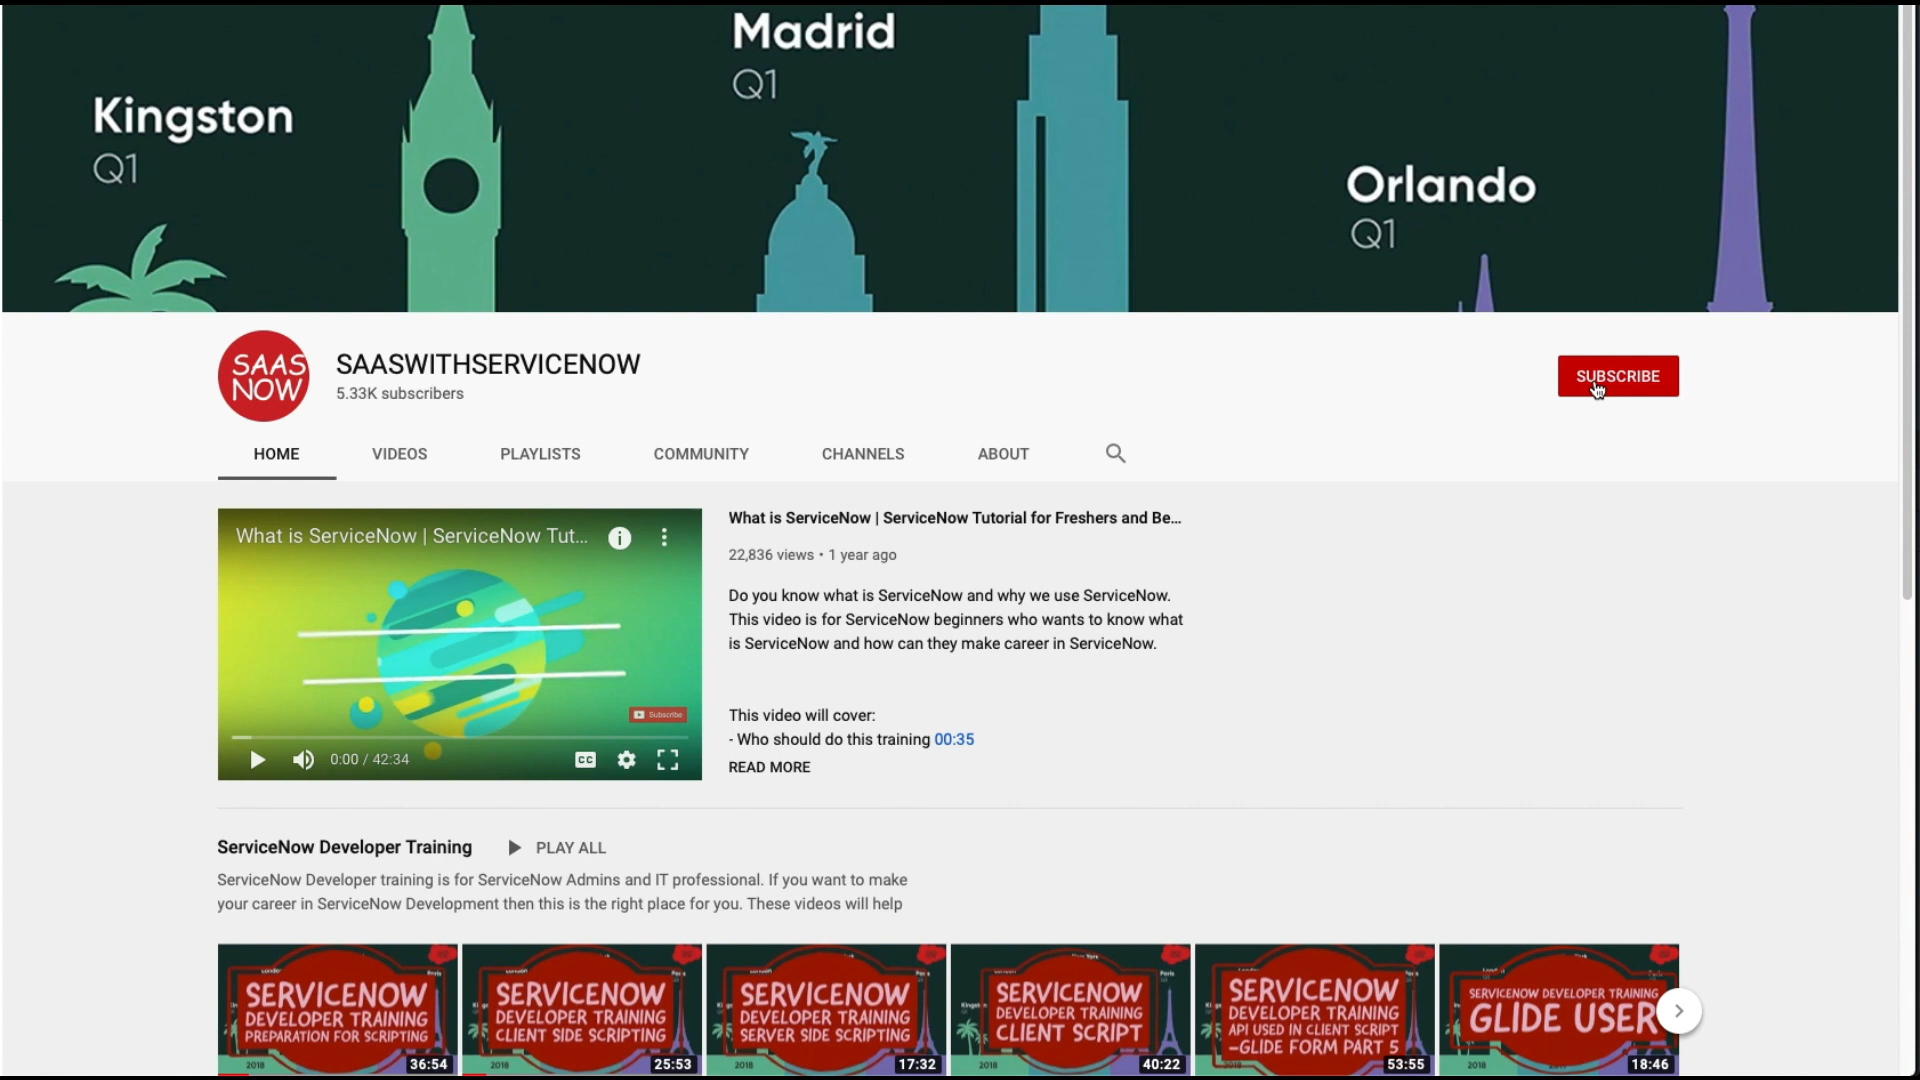 Madrid
Q1
Kingston
Q1
Orlando
Q1
SAAS
NOW
SAASWITHSERVICENOW
5.33K subscribers
SUBSCRIBE
HOME VIDEOS PLAYLISTS COMMUNITY CHANNELS ABOUT
What is ServiceNow | ServiceNow Tut...
Subscribe
0:00 / 42:34
CC
What is ServiceNow | ServiceNow Tutorial for Freshers and Be...
22,836 views • 1 year ago
Do you know what is ServiceNow and why we use ServiceNow.
This video is for ServiceNow beginners who wants to know what
is ServiceNow and how can they make career in ServiceNow.
This video will cover:
- Who should do this training 00:35
READ MORE
ServiceNow Developer Training PLAY ALL
ServiceNow Developer training is for ServiceNow Admins and IT professional. If you want to make
your career in ServiceNow Development then this is the right place for you. These videos will help
SERVICENOW
DEVELOPER TRAINING
PREPARATION FOR SCRIPTING
2018
36:54
SERVICENOW
DEVELOPER TRAINING
CLIENT SIDE SCRIPTING
2018
25:53
SERVICENOW
DEVELOPER TRAINING
SERVER SIDE SCRIPTING
2018
17:32
SERVICENOW
DEVELOPER TRAINING
CLIENT SCRIPT
2018
40:22
SERVICENOW
DEVELOPER TRAINING
API USED IN CLIENT SCRIPT
-GLIDE FORM PART 5
53:55
SERVICENOW DEVELOPER TRAINING
GLIDE USER
2018
18:46